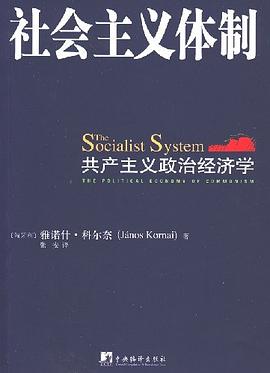 社会主义体制
The
Socialist System
共产主义政治经济学
THE POLITICAL ECONOMY OF COMMUNISM
〔匈牙利〕雅诺什·科尔奈 (János Kornai) 著
张安 译
中央编译出版社